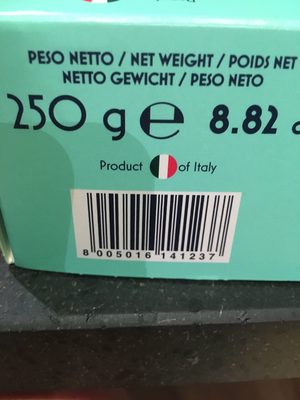 PESO NETTO / NET WEIGHT / POIDS NET
NETTO GEWICHT / PESO NETO
250 g e 8.82
Product of Italy
8 005016 141237